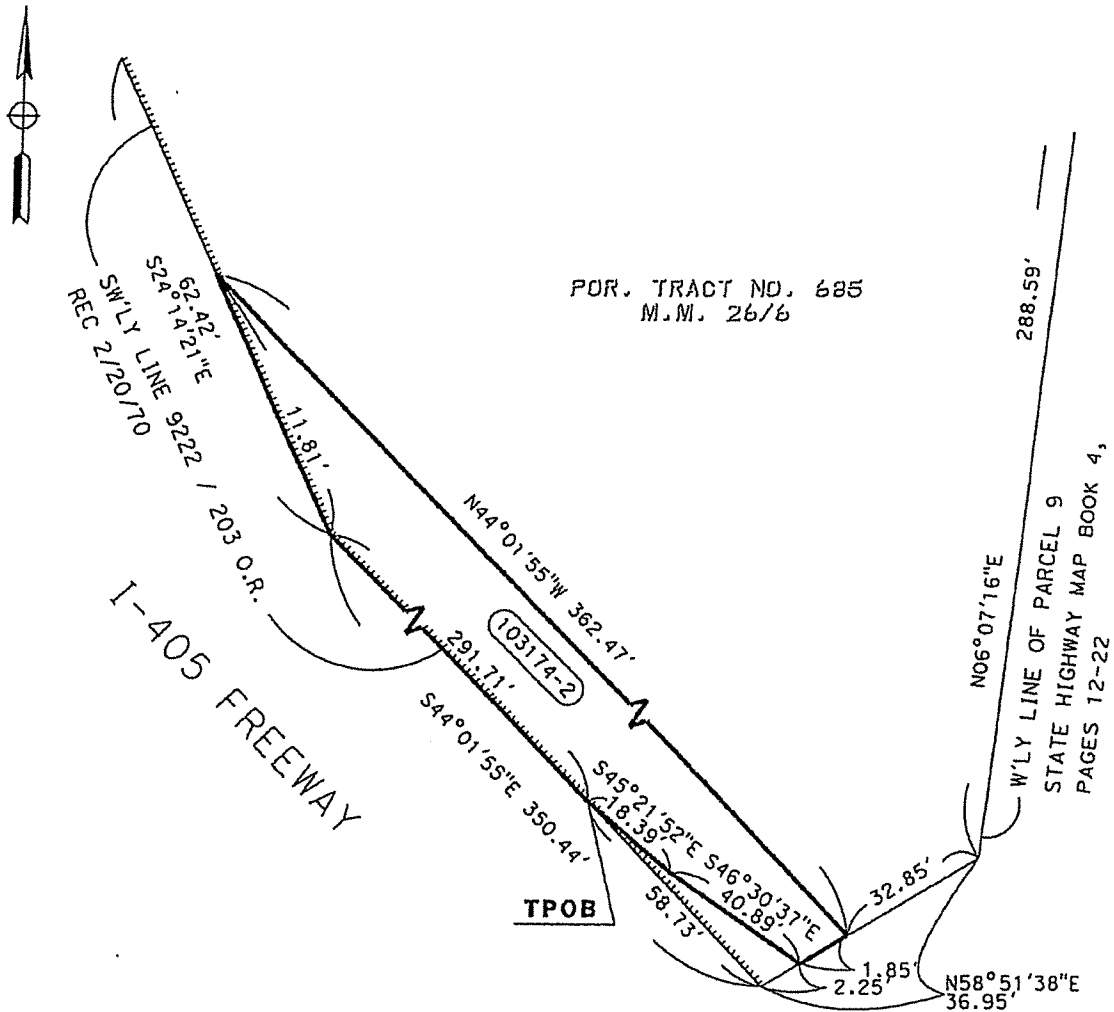 POR. TRACT NO. 685
M.M. 26/6
288.59'
62.42'
S24°14'21"E
SW'LY LINE 9222 / 203 O.R.
REC 2/20/70
11.81'
N44°01'55"W 362.47'
I-405 FREEWAY
103174-2
291.71'
S44°01'55"E 350.44'
N06°07'16"E
W'LY LINE OF PARCEL 9
STATE HIGHWAY MAP BOOK 4,
PAGES 12-22
S45°21'52"E
18.39'
S46°30'37"E
40.89'
58.73'
TPOB
32.85'
1.85'
2.25'
N58°51'38"E
36.95'